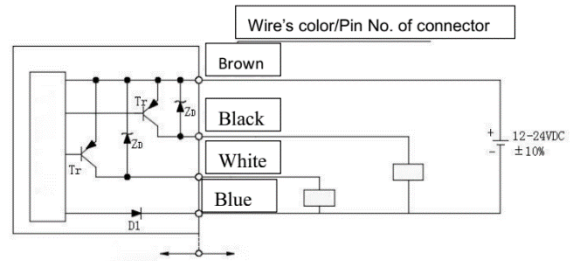 Wire's color/Pin No. of connector
Brown
Tr
ZD
Black
ZD
White
Tr
Blue
D1
+
12-24VDC
-
±10%